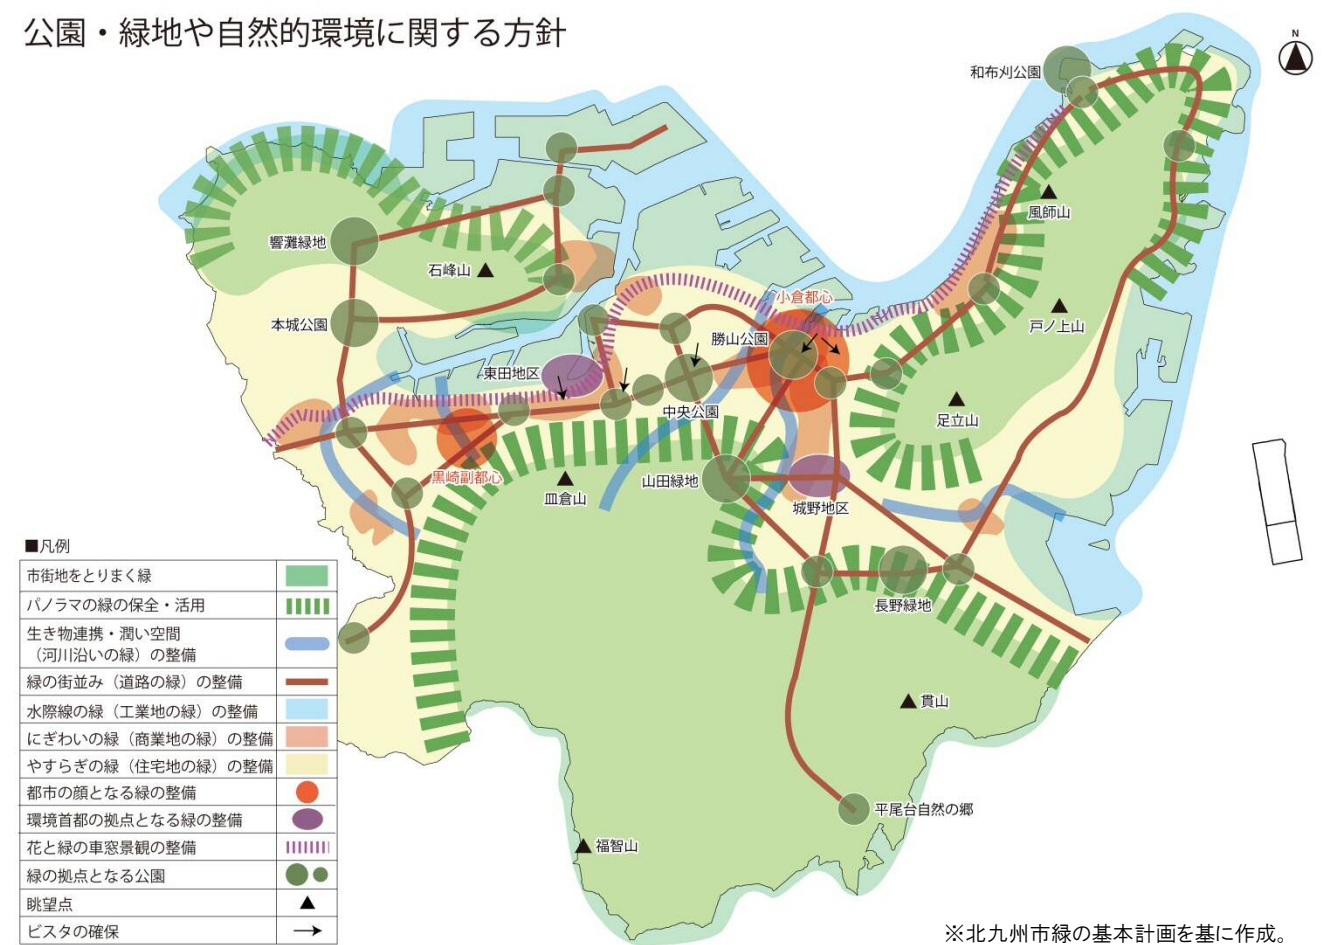 公園・緑地や自然的環境に関する方針
N
和布刈公園
風師山
響灘緑地
石峰山
小倉都心
本城公園
戸ノ上山
勝山公園
東田地区
中央公園
足立山
黒崎副都心
山田緑地
皿倉山
城野地区
長野緑地
貫山
平尾台自然の郷
福智山
■凡例
市街地をとりまく緑
パノラマの緑の保全・活用
生き物連携・潤い空間
（河川沿いの緑）の整備
緑の街並み（道路の緑）の整備
水際線の緑（工業地の緑）の整備
にぎわいの緑（商業地の緑）の整備
やすらぎの緑（住宅地の緑）の整備
都市の顔となる緑の整備
環境首都の拠点となる緑の整備
花と緑の車窓景観の整備
緑の拠点となる公園
眺望点
ビスタの確保
※北九州市緑の基本計画を基に作成。